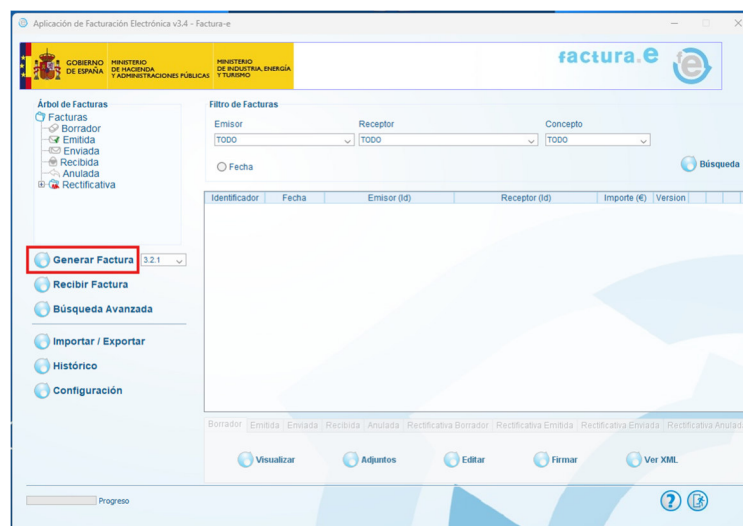 Aplicación de Facturación Electrónica v3.4 - Factura-e
GOBIERNO DE ESPAÑA
MINISTERIO DE HACIENDA Y ADMINISTRACIONES PÚBLICAS
MINISTERIO DE INDUSTRIA, ENERGÍA Y TURISMO
factura.e
Árbol de Facturas
Facturas
Borrador
Emitida
Enviada
Recibida
Anulada
Rectificativa
Filtro de Facturas
Emisor Receptor Concepto
TODO TODO TODO
Fecha
Búsqueda
Identificador Fecha Emisor (Id) Receptor (Id) Importe (€) Version
Generar Factura 3.2.1
Recibir Factura
Búsqueda Avanzada
Importar / Exportar
Histórico
Configuración
Borrador Emitida Enviada Recibida Anulada Rectificativa Borrador Rectificativa Emitida Rectificativa Enviada Rectificativa Anulad
Visualizar Adjuntos Editar Firmar Ver XML
Progreso